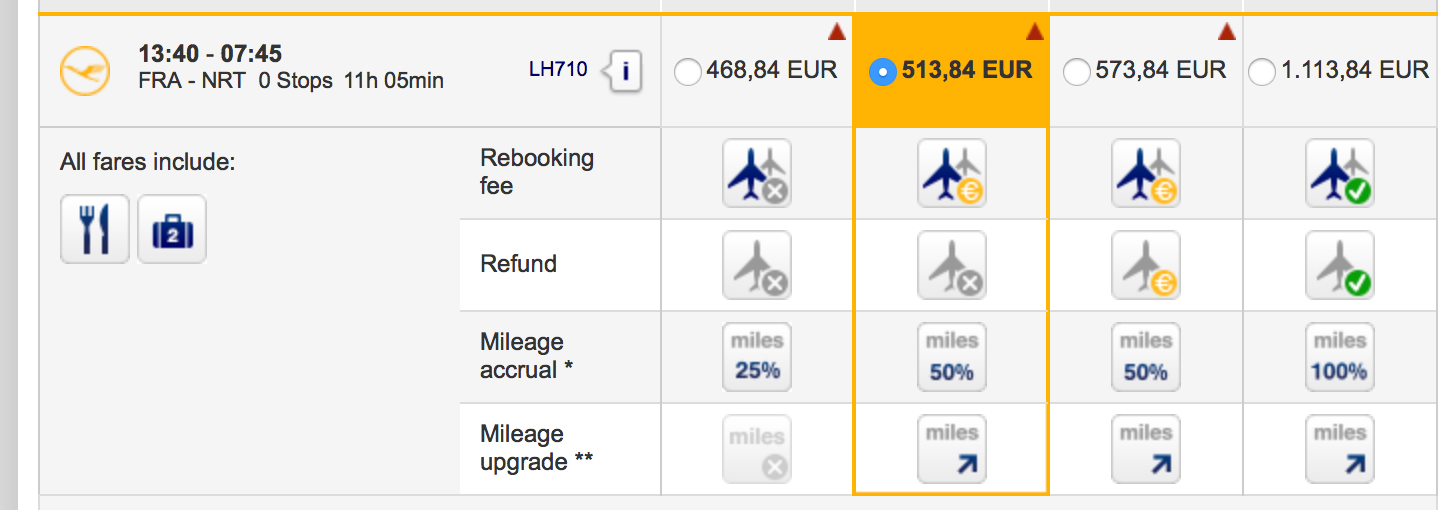 13:40 - 07:45
FRA - NRT 0 Stops 11h 05min
LH710
i
468,84 EUR
513,84 EUR
573,84 EUR
1.113,84 EUR
All fares include:
2
Rebooking
fee
€
€
Refund
€
Mileage
accrual *
miles
25%
miles
50%
miles
50%
miles
100%
Mileage
upgrade **
miles
miles
miles
miles